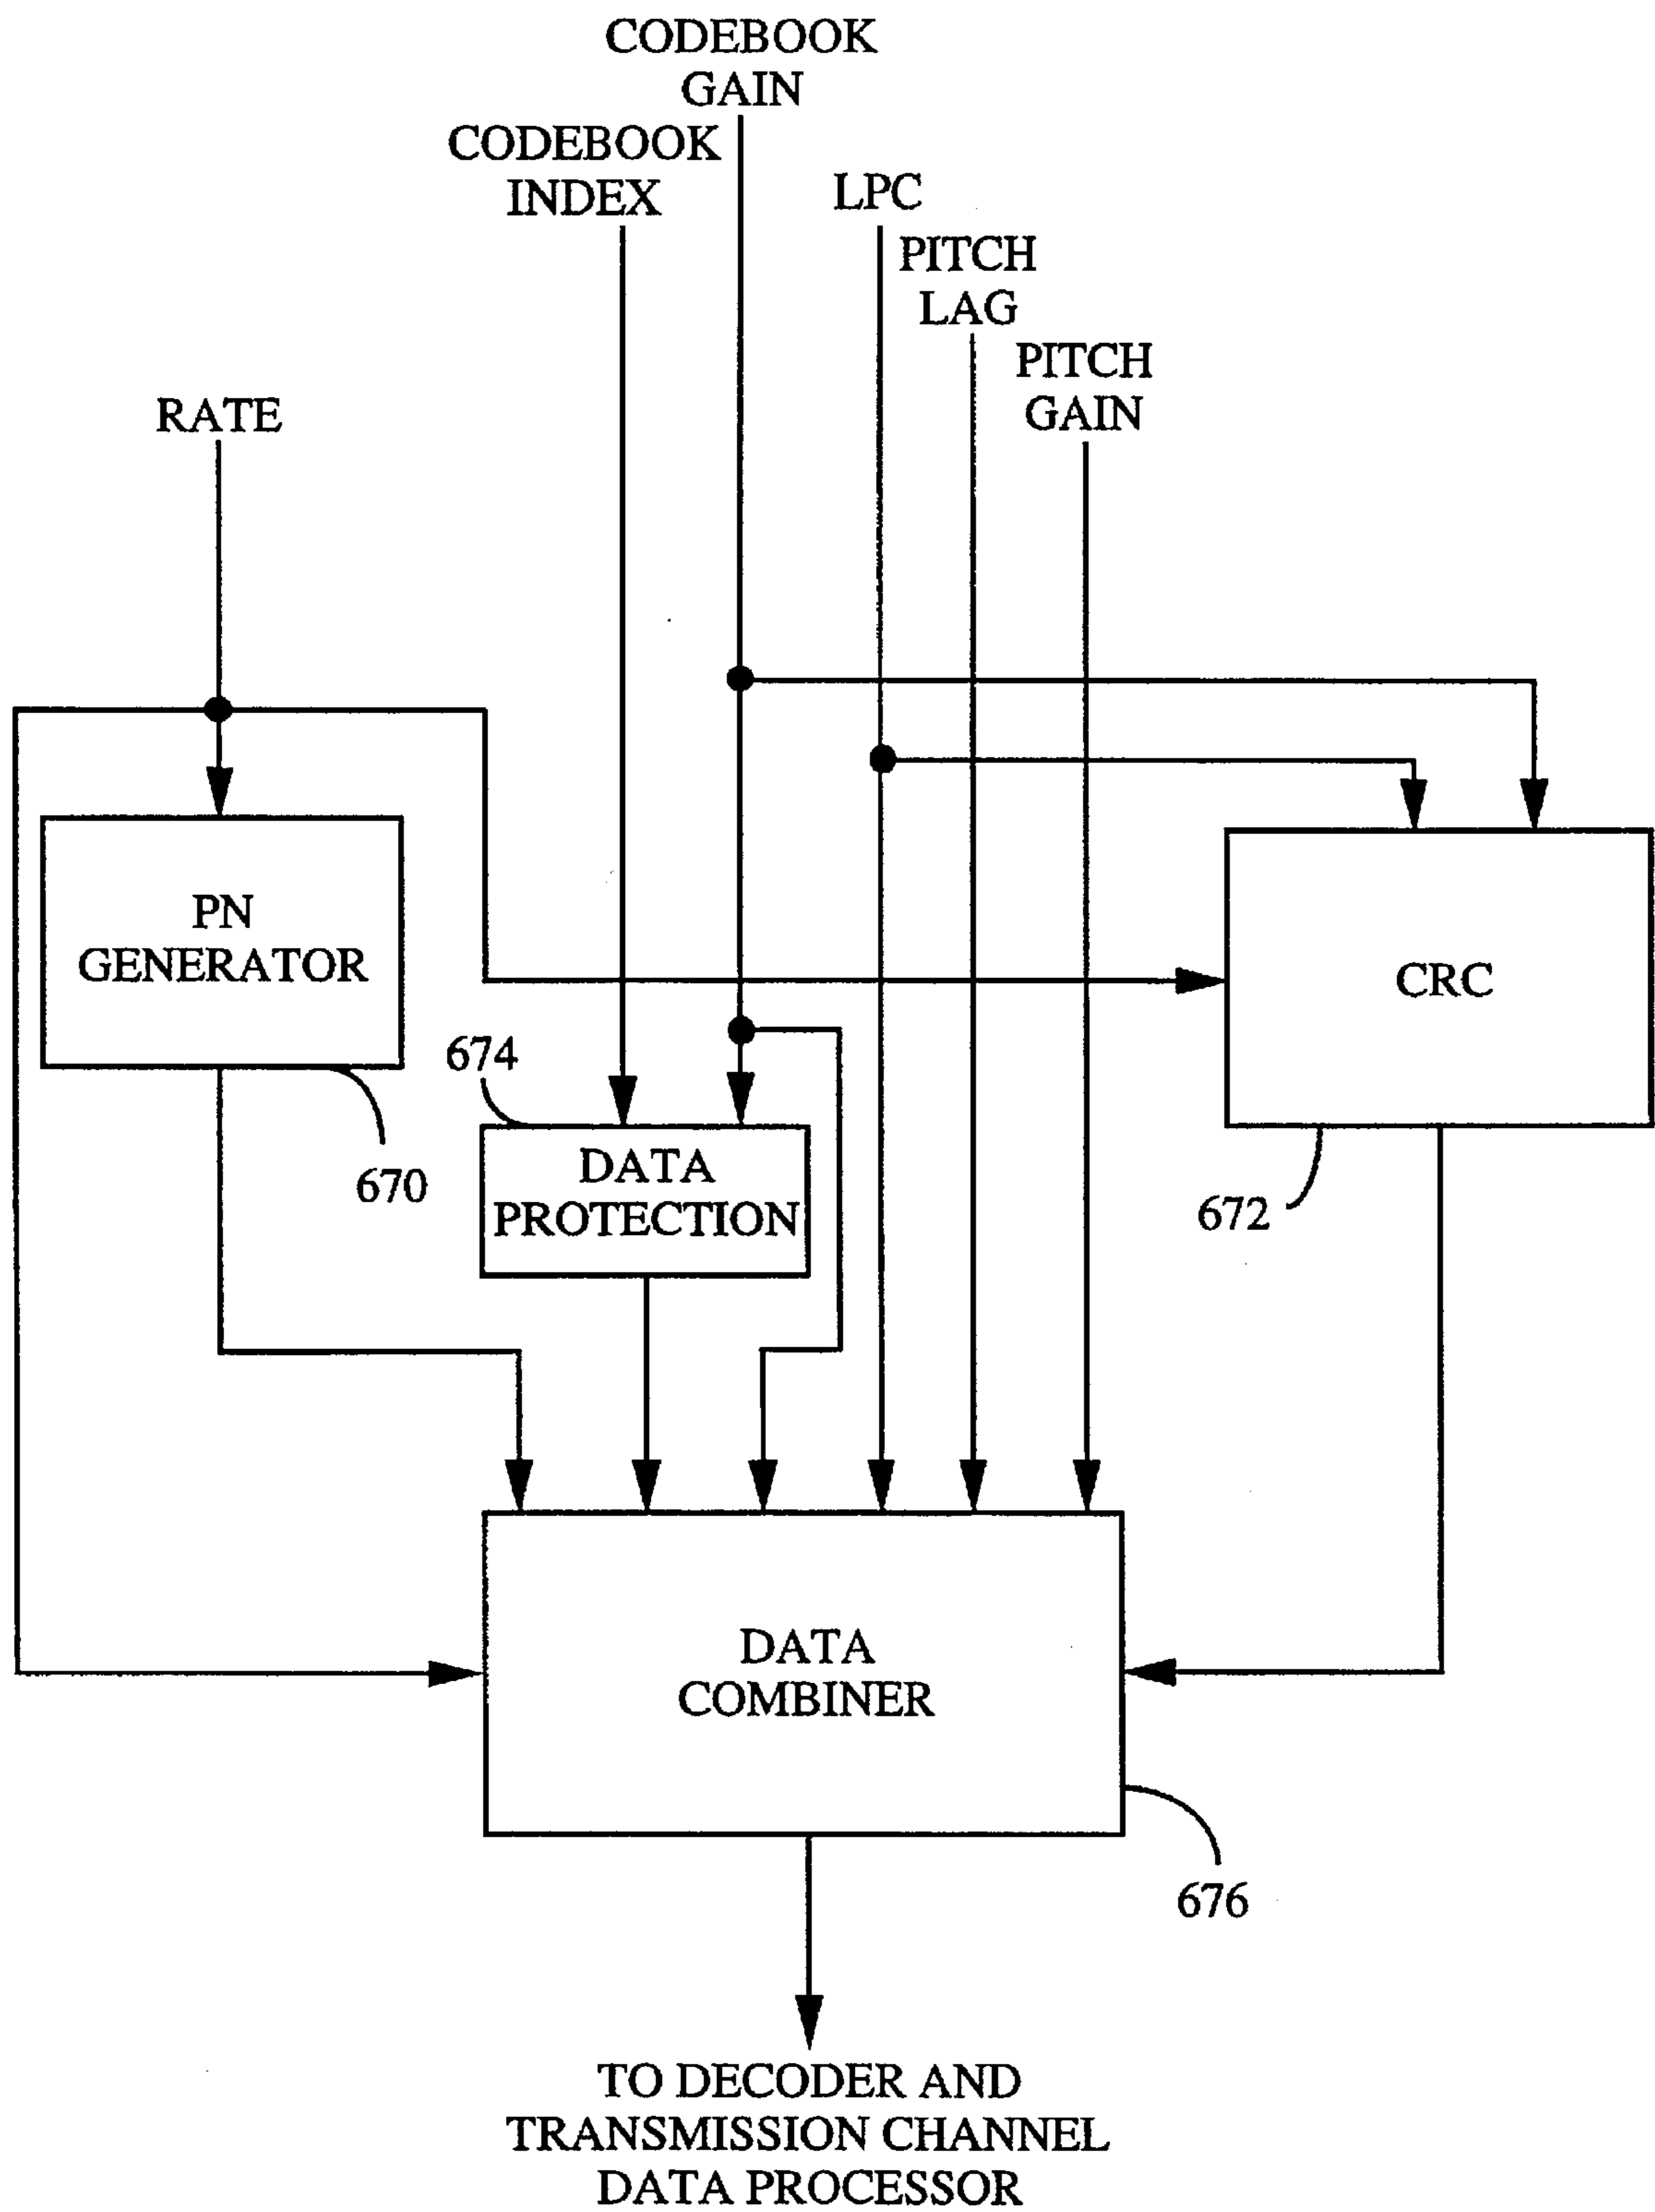 CODEBOOK
GAIN
CODEBOOK
INDEX
LPC
PITCH
LAG
PITCH
GAIN
RATE
PN
GENERATOR
CRC
674
DATA
PROTECTION
670
672
DATA
COMBINER
676
TO DECODER AND
TRANSMISSION CHANNEL
DATA PROCESSOR